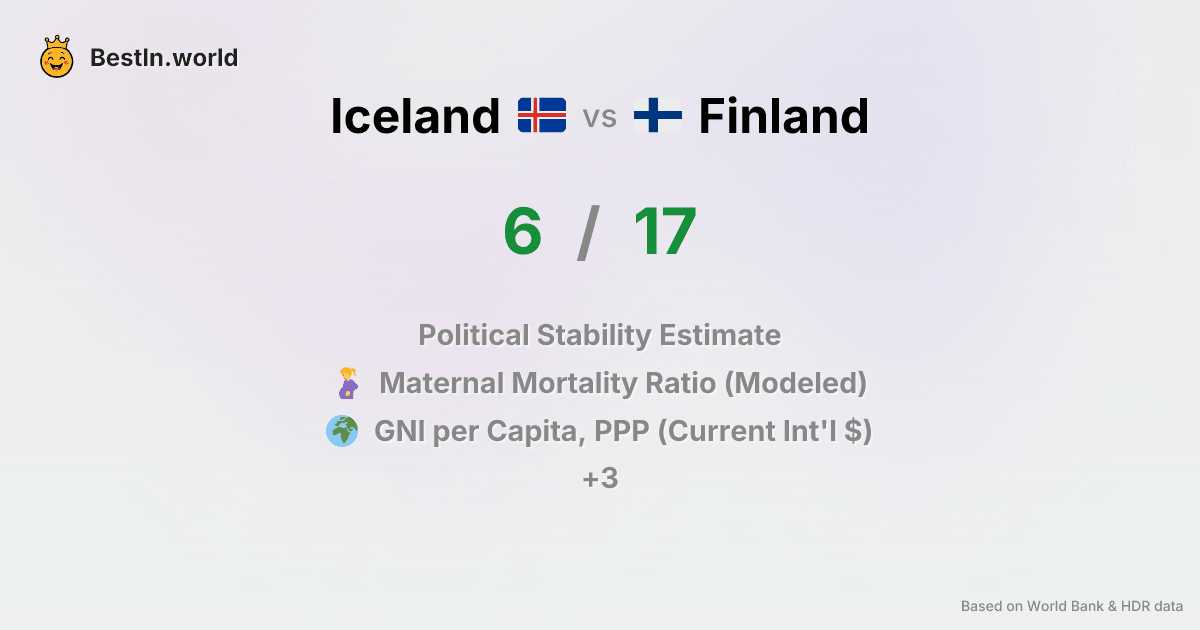 BestIn.world
Iceland vs Finland
6 / 17
Political Stability Estimate
Maternal Mortality Ratio (Modeled)
GNI per Capita, PPP (Current Int'l $)
+3
Based on World Bank & HDR data